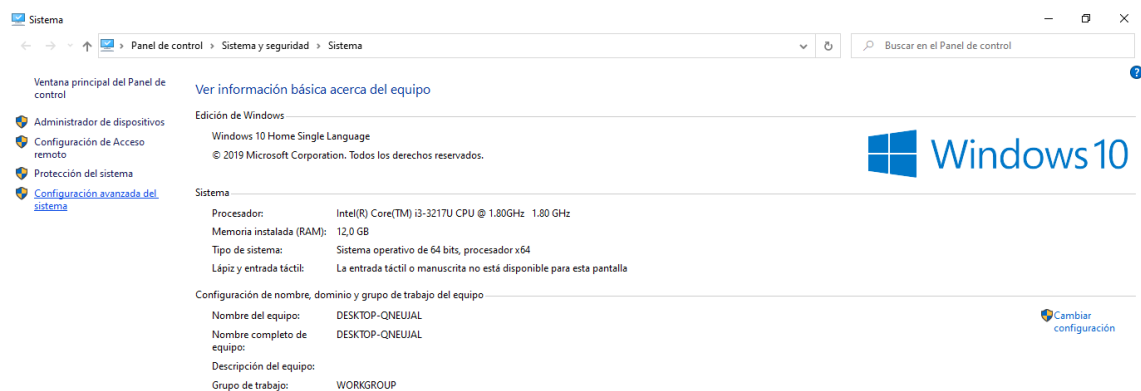 Sistema
Panel de control › Sistema y seguridad › Sistema
Buscar en el Panel de control
?
Ventana principal del Panel de
control
Administrador de dispositivos
Configuración de Acceso
remoto
Protección del sistema
Configuración avanzada del
sistema
Ver información básica acerca del equipo
Edición de Windows
Windows 10 Home Single Language
© 2019 Microsoft Corporation. Todos los derechos reservados.
Windows 10
Sistema
Procesador: Intel(R) Core(TM) i3-3217U CPU @ 1.80GHz 1.80 GHz
Memoria instalada (RAM): 12,0 GB
Tipo de sistema: Sistema operativo de 64 bits, procesador x64
Lápiz y entrada táctil: La entrada táctil o manuscrita no está disponible para esta pantalla
Configuración de nombre, dominio y grupo de trabajo del equipo
Nombre del equipo: DESKTOP-QNEUJAL
Nombre completo de DESKTOP-QNEUJAL
equipo:
Descripción del equipo:
Grupo de trabajo: WORKGROUP
Cambiar
configuración